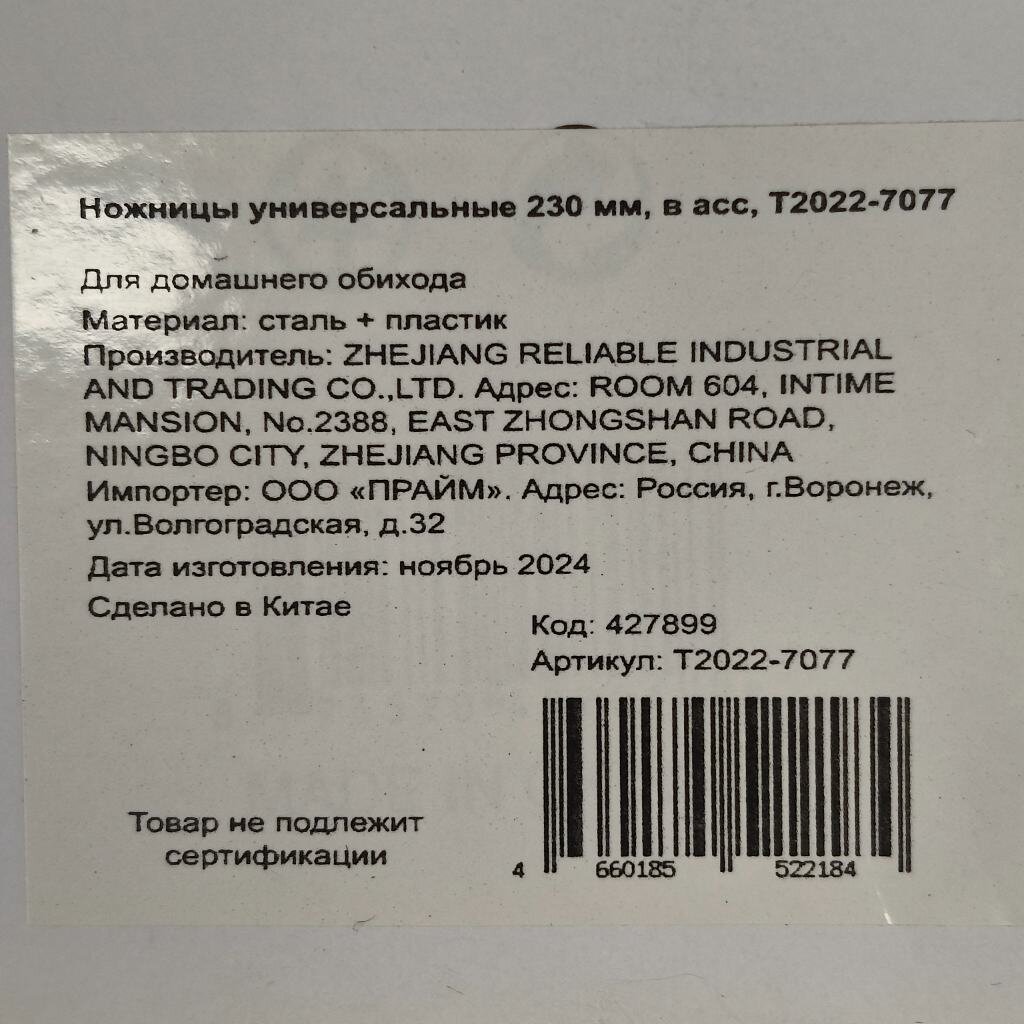 Ножницы универсальные 230 мм, в асс, Т2022-7077
Для домашнего обихода
Материал: сталь + пластик
Производитель: ZHEJIANG RELIABLE INDUSTRIAL
AND TRADING CO.,LTD. Адрес: ROOM 604, INTIME
MANSION, No.2388, EAST ZHONGSHAN ROAD,
NINGBO CITY, ZHEJIANG PROVINCE, CHINA
Импортер: ООО «ПРАЙМ». Адрес: Россия, г.Воронеж,
ул.Волгоградская, д.32
Дата изготовления: ноябрь 2024
Сделано в Китае
Код: 427899
Артикул: Т2022-7077
Товар не подлежит
сертификации
4 660185 522184